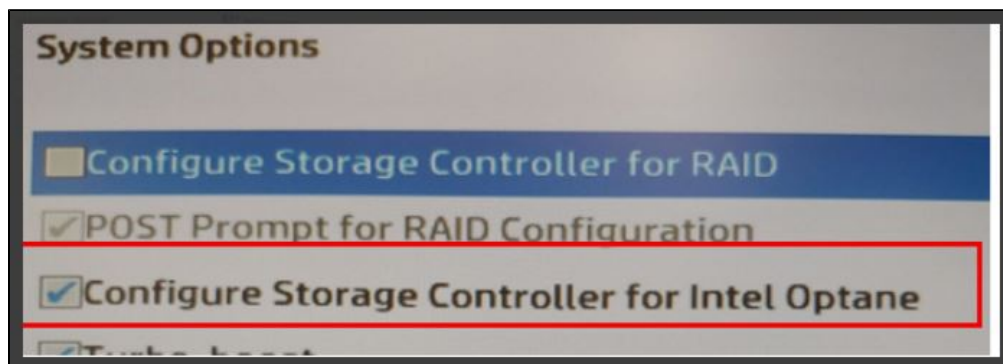 System Options
Configure Storage Controller for RAID
POST Prompt for RAID Configuration
Configure Storage Controller for Intel Optane